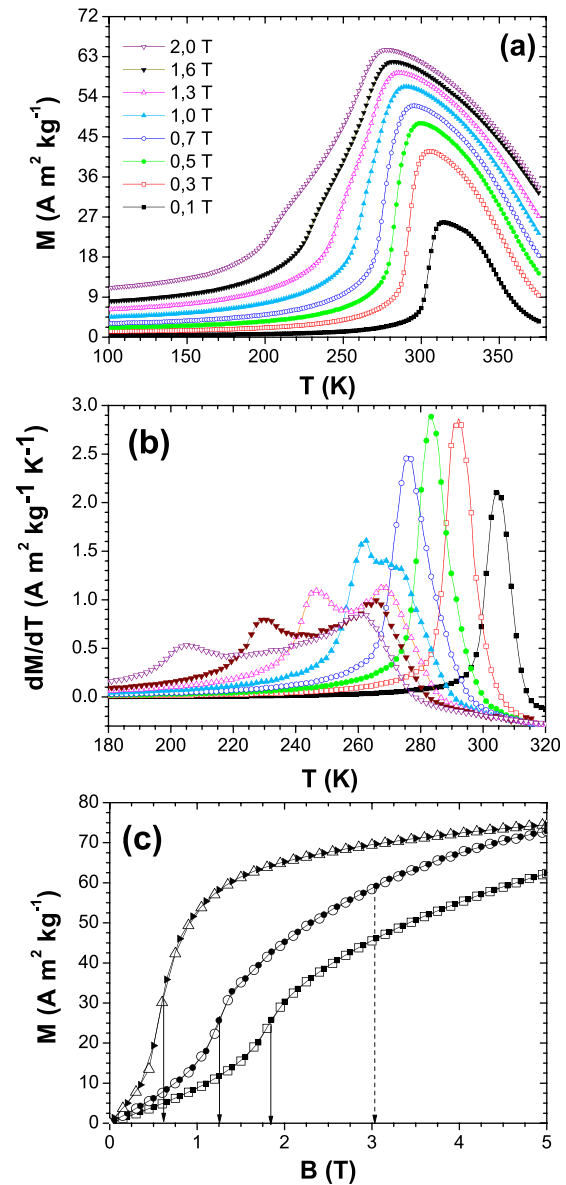 72
63
54
45
36
27
18
9
0
M (A m² kg⁻¹)
(a)
2,0 T
1,6 T
1,3 T
1,0 T
0,7 T
0,5 T
0,3 T
0,1 T
100 150 200 250 300 350
T (K)
3.0
2.5
2.0
1.5
1.0
0.5
0.0
dM/dT (A m² kg⁻¹ K⁻¹)
(b)
180 200 220 240 260 280 300 320
T (K)
80
70
60
50
40
30
20
10
0
M (A m² kg⁻¹)
(c)
0 1 2 3 4 5
B (T)